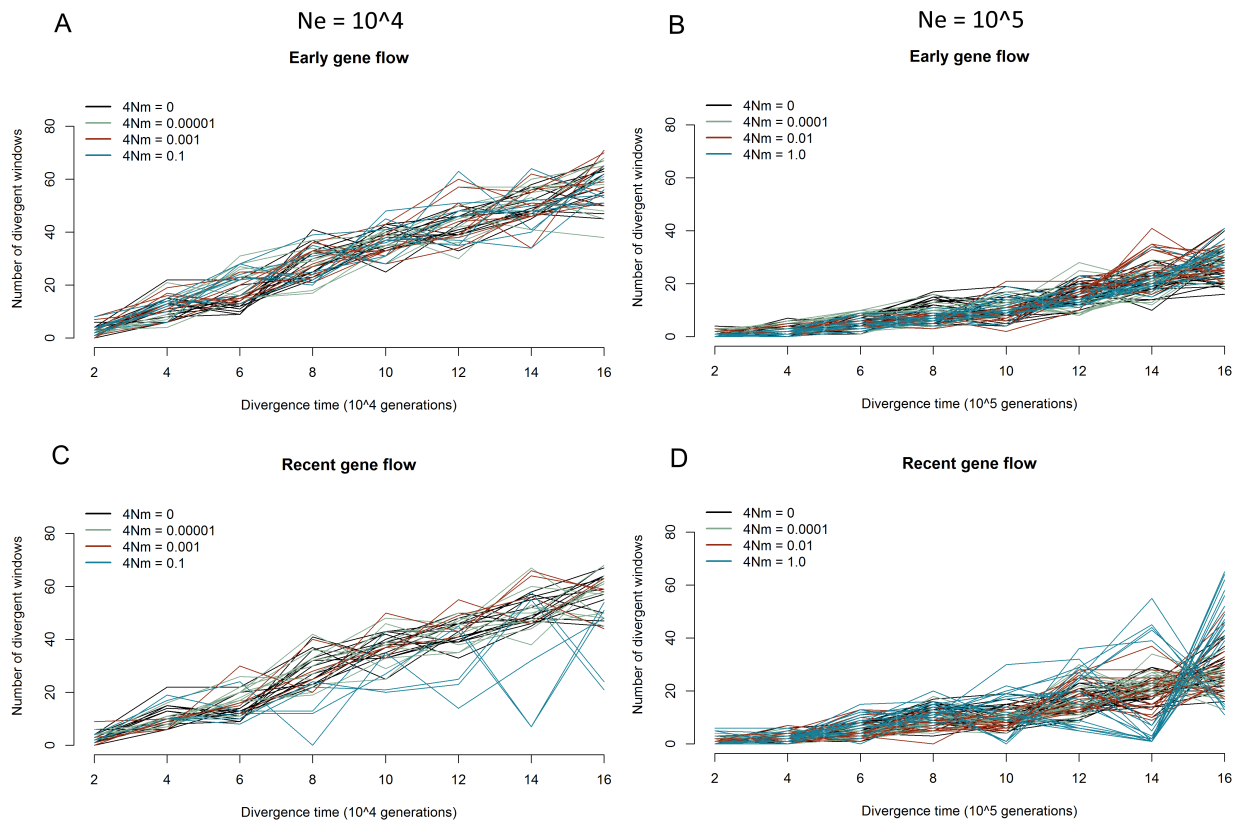 A
Ne = 10^4
Early gene flow
4Nm = 0
4Nm = 0.00001
4Nm = 0.001
4Nm = 0.1
Number of divergent windows
0 20 40 60 80
2 4 6 8 10 12 14 16
Divergence time (10^4 generations)
B
Ne = 10^5
Early gene flow
4Nm = 0
4Nm = 0.0001
4Nm = 0.01
4Nm = 1.0
Number of divergent windows
0 20 40 60 80
2 4 6 8 10 12 14 16
Divergence time (10^5 generations)
C
Recent gene flow
4Nm = 0
4Nm = 0.00001
4Nm = 0.001
4Nm = 0.1
Number of divergent windows
0 20 40 60 80
2 4 6 8 10 12 14 16
Divergence time (10^4 generations)
D
Recent gene flow
4Nm = 0
4Nm = 0.0001
4Nm = 0.01
4Nm = 1.0
Number of divergent windows
0 20 40 60 80
2 4 6 8 10 12 14 16
Divergence time (10^5 generations)